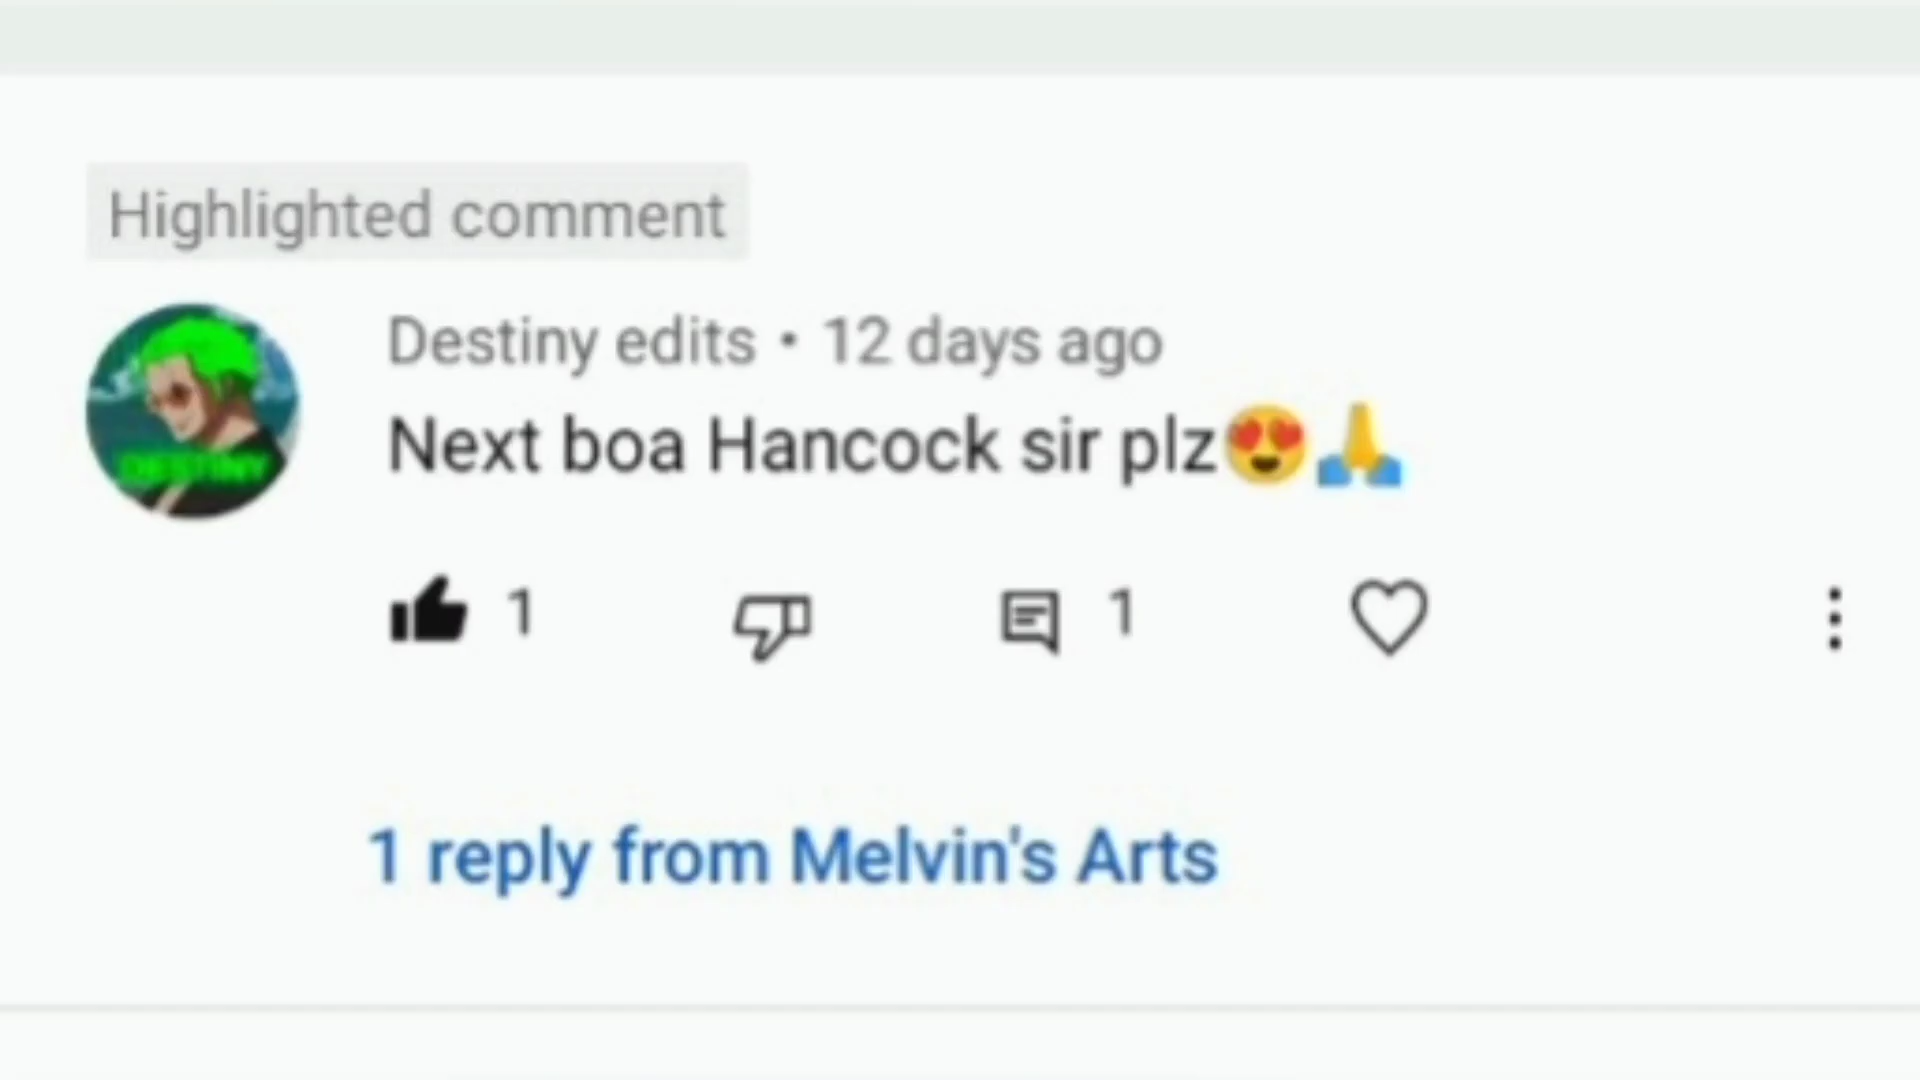 Highlighted comment
Destiny edits • 12 days ago
Next boa Hancock sir plz😍🙏
DESTINY
1
1
1 reply from Melvin's Arts